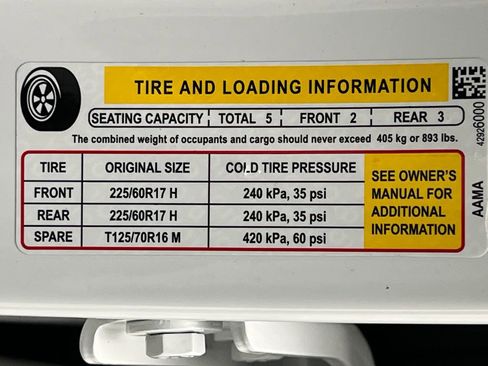 TIRE AND LOADING INFORMATION
SEATING CAPACITY TOTAL 5 FRONT 2 REAR 3
The combined weight of occupants and cargo should never exceed 405 kg or 893 lbs.
TIRE ORIGINAL SIZE COLD TIRE PRESSURE
FRONT 225/60R17 H 240 kPa, 35 psi
REAR 225/60R17 H 240 kPa, 35 psi
SPARE T125/70R16 M 420 kPa, 60 psi
SEE OWNER'S
MANUAL FOR
ADDITIONAL
INFORMATION
42926000
AAMA